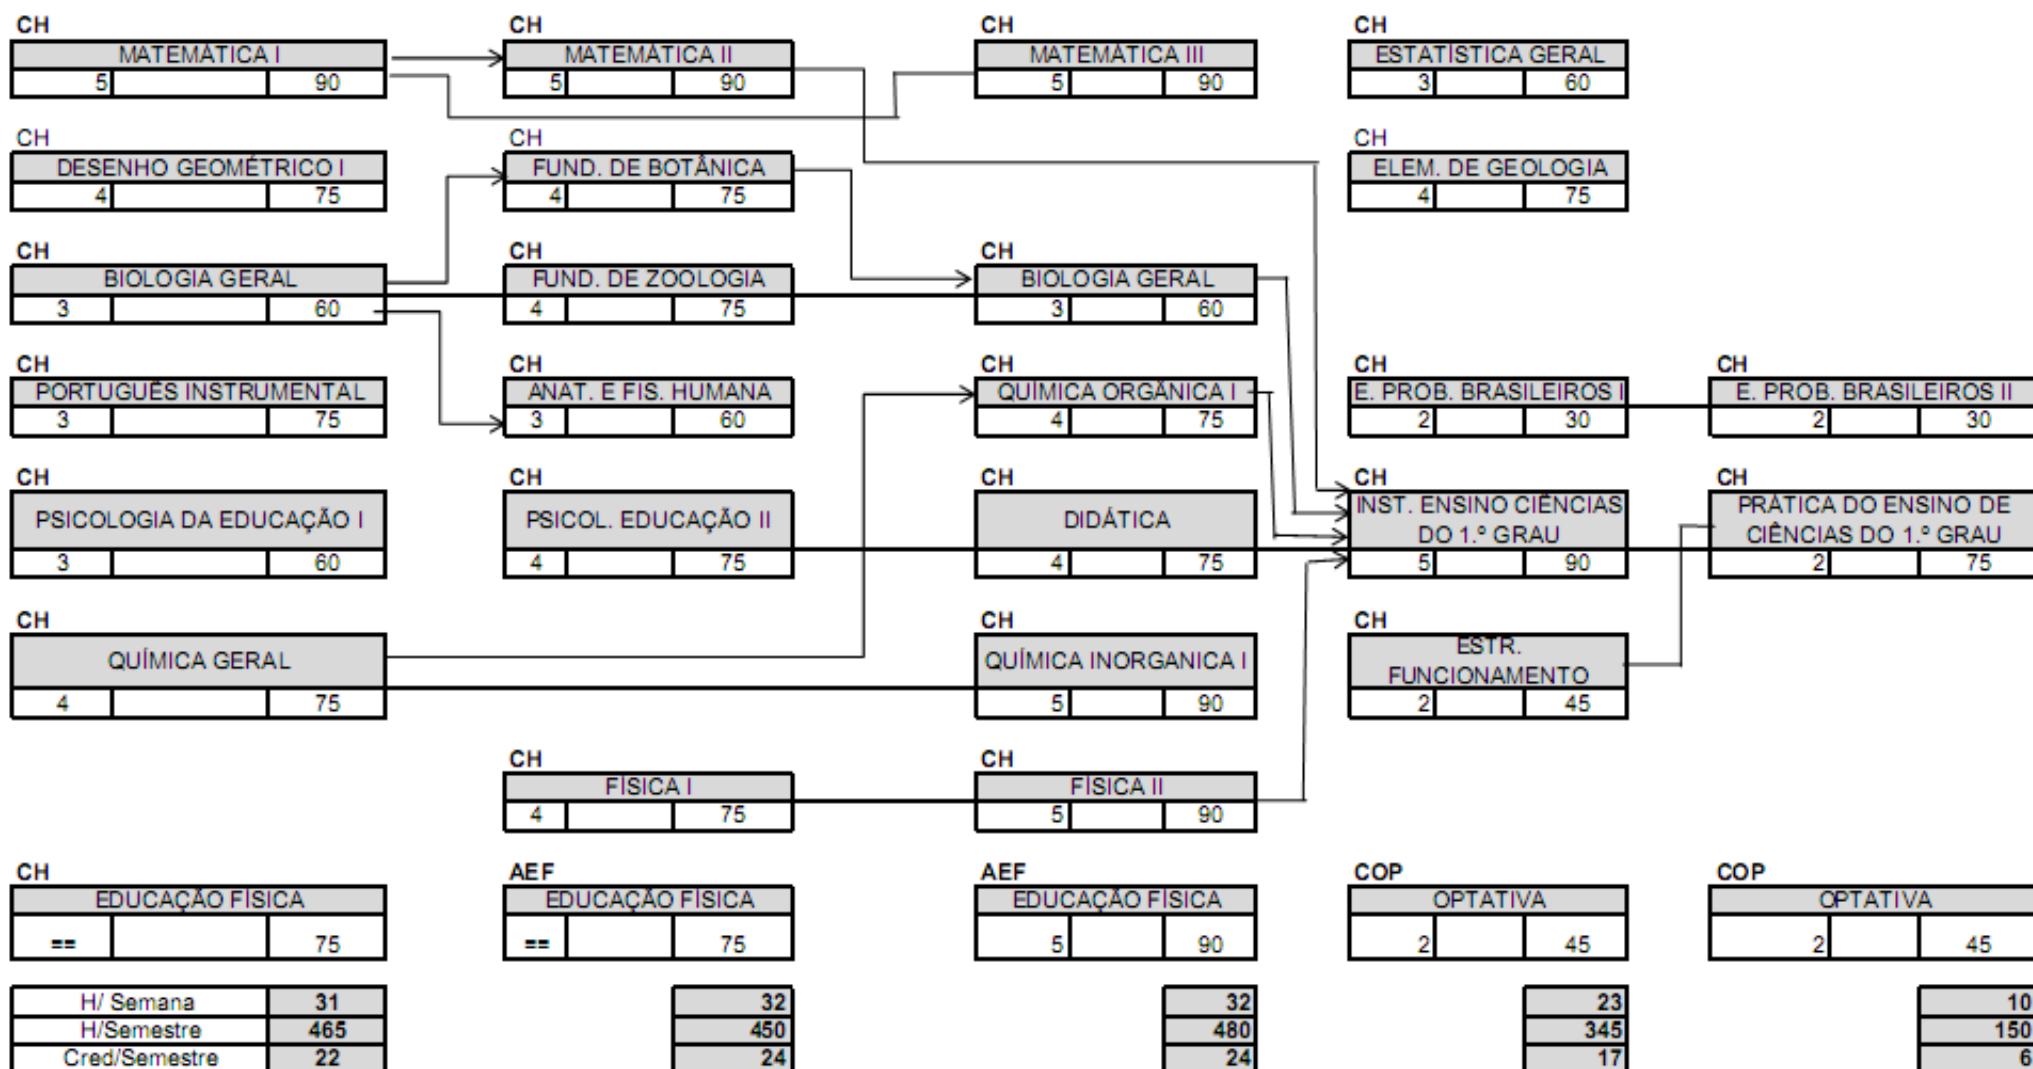 CH CH CH CH
MATEMÁTICA I MATEMÁTICA II MATEMÁTICA III ESTATÍSTICA GERAL
5 90 5 90 5 90 3 60
CH CH CH
DESENHO GEOMÉTRICO I FUND. DE BOTÂNICA ELEM. DE GEOLOGIA
4 75 4 75 4 75
CH CH CH
BIOLOGIA GERAL FUND. DE ZOOLOGIA BIOLOGIA GERAL
3 60 4 75 3 60
CH CH CH CH CH
PORTUGUÊS INSTRUMENTAL ANAT. E FIS. HUMANA QUÍMICA ORGÂNICA I E. PROB. BRASILEIROS I E. PROB. BRASILEIROS II
3 75 3 60 4 75 2 30 2 30
CH CH CH CH CH
PSICOLOGIA DA EDUCAÇÃO I PSICOL. EDUCAÇÃO II DIDÁTICA INST. ENSINO CIÊNCIAS DO 1.º GRAU PRÁTICA DO ENSINO DE CIÊNCIAS DO 1.º GRAU
3 60 4 75 4 75 5 90 2 75
CH CH CH
QUÍMICA GERAL QUÍMICA INORGANICA I ESTR. FUNCIONAMENTO
4 75 5 90 2 45
CH CH
FÍSICA I FÍSICA II
4 75 5 90
CH AEF AEF COP COP
EDUCAÇÃO FÍSICA EDUCAÇÃO FÍSICA EDUCAÇÃO FÍSICA OPTATIVA OPTATIVA
== 75 == 75 5 90 2 45 2 45
H/ Semana 31 32 32 23 10
H/Semestre 465 450 480 345 150
Cred/Semestre 22 24 24 17 6